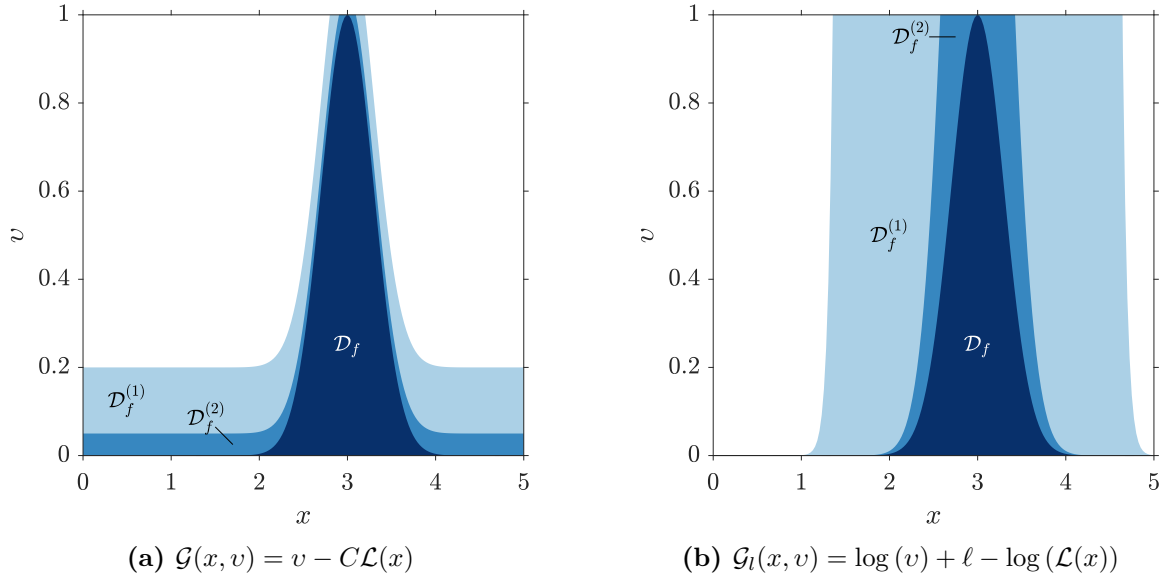 1
0.8
0.6
0.4
0.2
0
υ
𝒟_f^{(1)}
𝒟_f^{(2)}
𝒟_f
0 1 2 3 4 5
x
(a) 𝒢(x, υ) = υ − Cℒ(x)
1
0.8
0.6
0.4
0.2
0
υ
𝒟_f^{(2)}
𝒟_f^{(1)}
𝒟_f
0 1 2 3 4 5
x
(b) 𝒢_l(x, υ) = log (υ) + ℓ − log (ℒ(x))